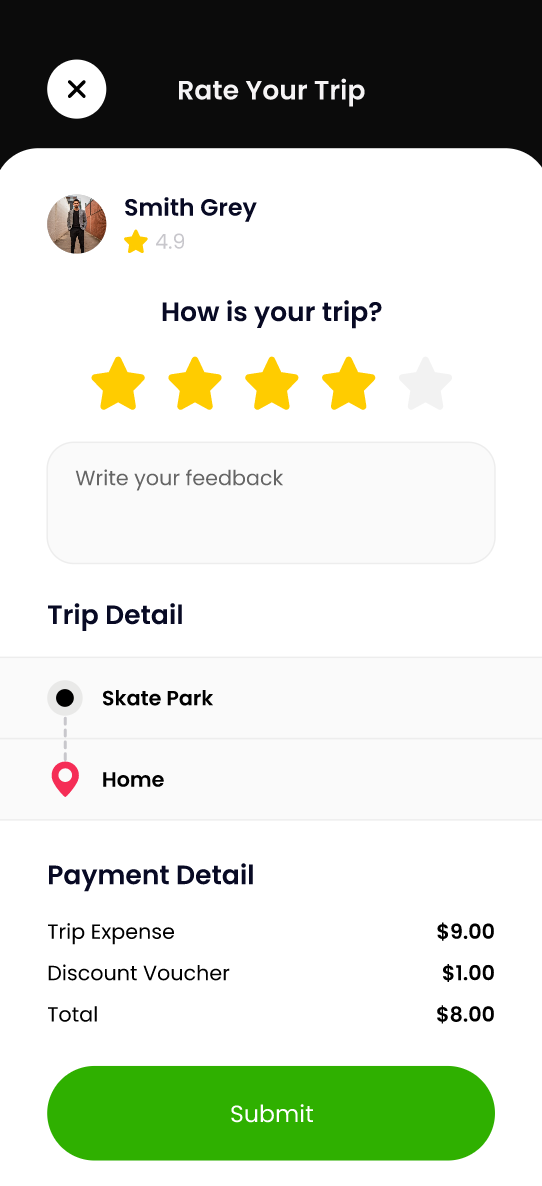 Rate Your Trip
Smith Grey
4.9
How is your trip?
Write your feedback
Trip Detail
Skate Park
Home
Payment Detail
Trip Expense $9.00
Discount Voucher $1.00
Total $8.00
Submit